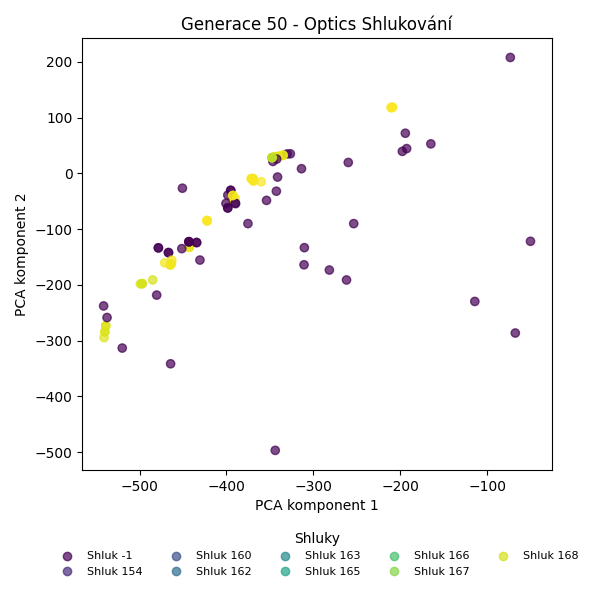 Generace 50 - Optics Shlukování
200
100
0
−100
−200
−300
−400
−500
PCA komponent 2
−500 −400 −300 −200 −100
PCA komponent 1
Shluky
Shluk -1 Shluk 160 Shluk 163 Shluk 166 Shluk 168
Shluk 154 Shluk 162 Shluk 165 Shluk 167